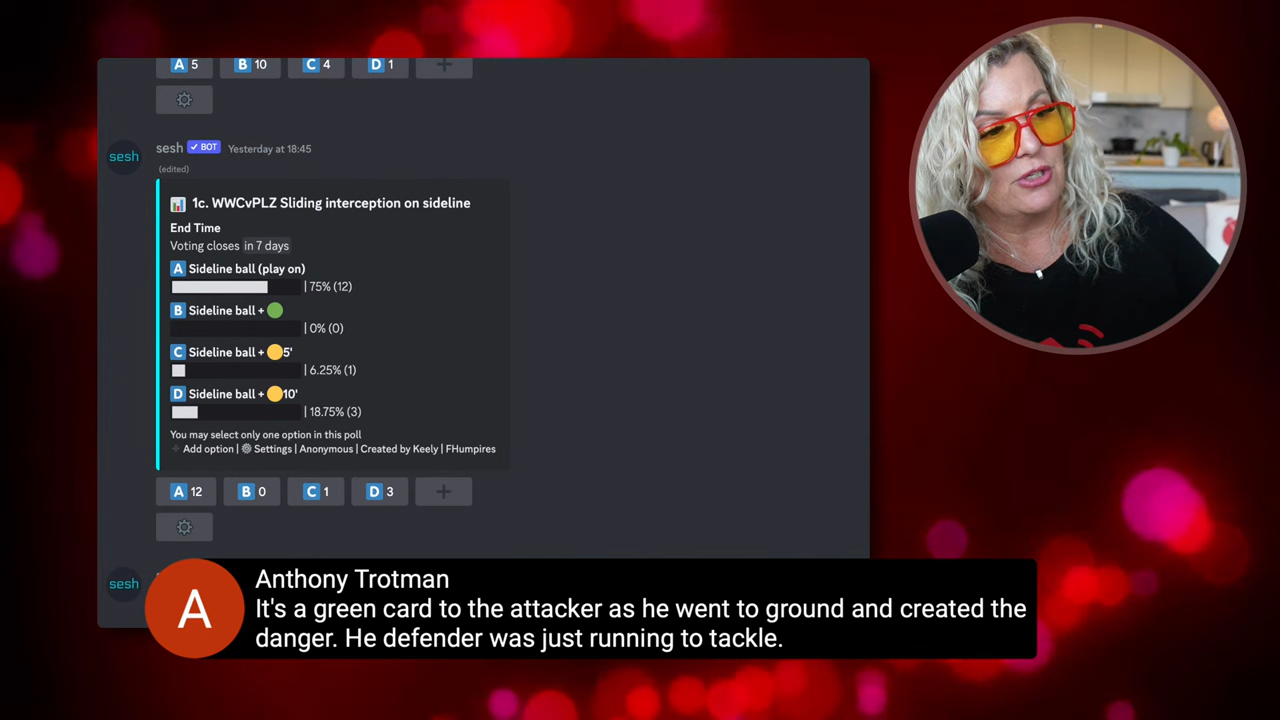 A 5 B 10 C 4 D 1 +
sesh
sesh ✔ BOT Yesterday at 18:45
(edited)
1c. WWCvPLZ Sliding interception on sideline
End Time
Voting closes in 7 days
A Sideline ball (play on)
| 75% (12)
B Sideline ball + 🟢
| 0% (0)
C Sideline ball + 🟡5'
| 6.25% (1)
D Sideline ball + 🟡10'
| 18.75% (3)
You may select only one option in this poll
+ Add option | ⚙ Settings | Anonymous | Created by Keely | FHumpires
A 12 B 0 C 1 D 3 +
sesh
A
Anthony Trotman
It's a green card to the attacker as he went to ground and created the
danger. He defender was just running to tackle.